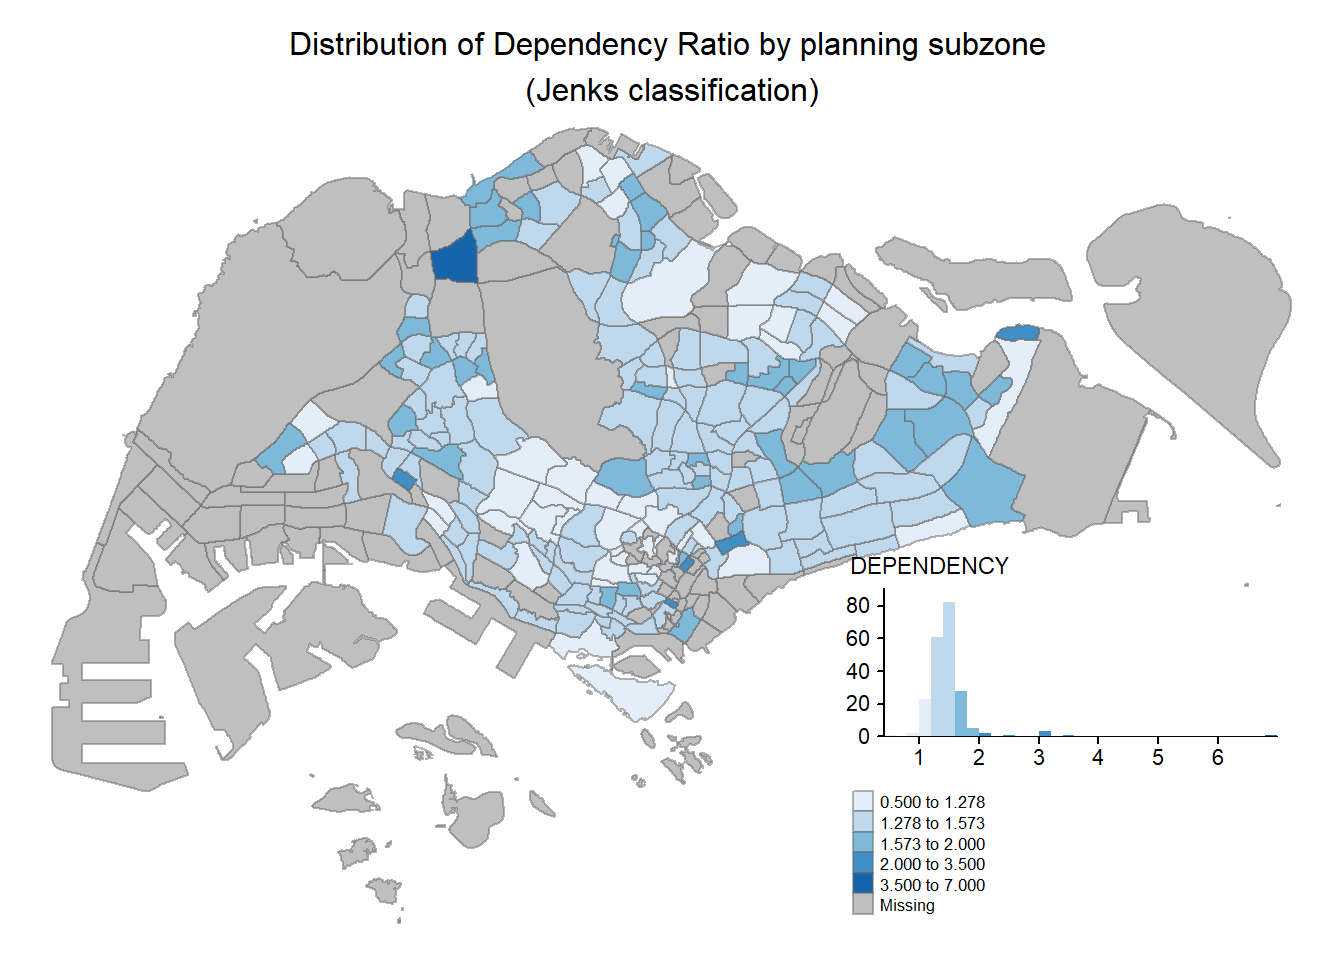 Distribution of Dependency Ratio by planning subzone
(Jenks classification)
DEPENDENCY
80
60
40
20
0
1 2 3 4 5 6
0.500 to 1.278
1.278 to 1.573
1.573 to 2.000
2.000 to 3.500
3.500 to 7.000
Missing